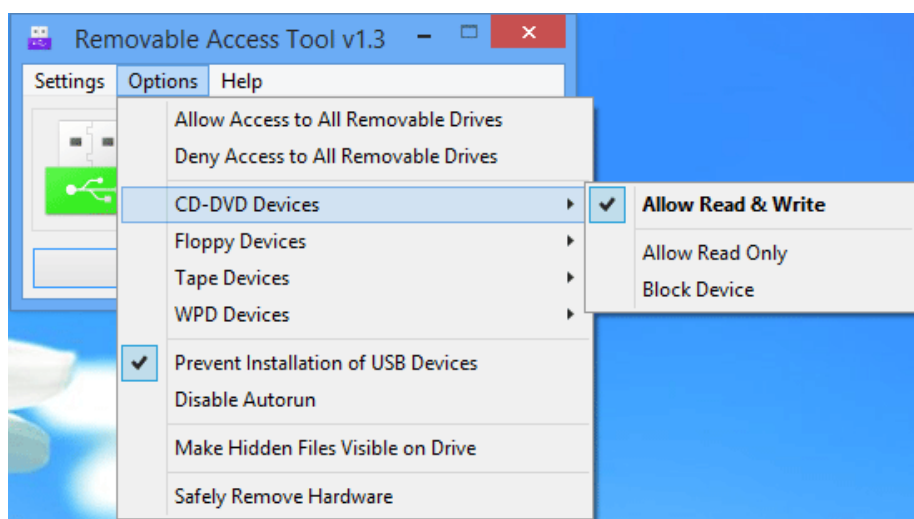 Removable Access Tool v1.3
Settings Options Help
Allow Access to All Removable Drives
Deny Access to All Removable Drives
CD-DVD Devices
Allow Read & Write
Floppy Devices
Allow Read Only
Tape Devices
Block Device
WPD Devices
Prevent Installation of USB Devices
Disable Autorun
Make Hidden Files Visible on Drive
Safely Remove Hardware